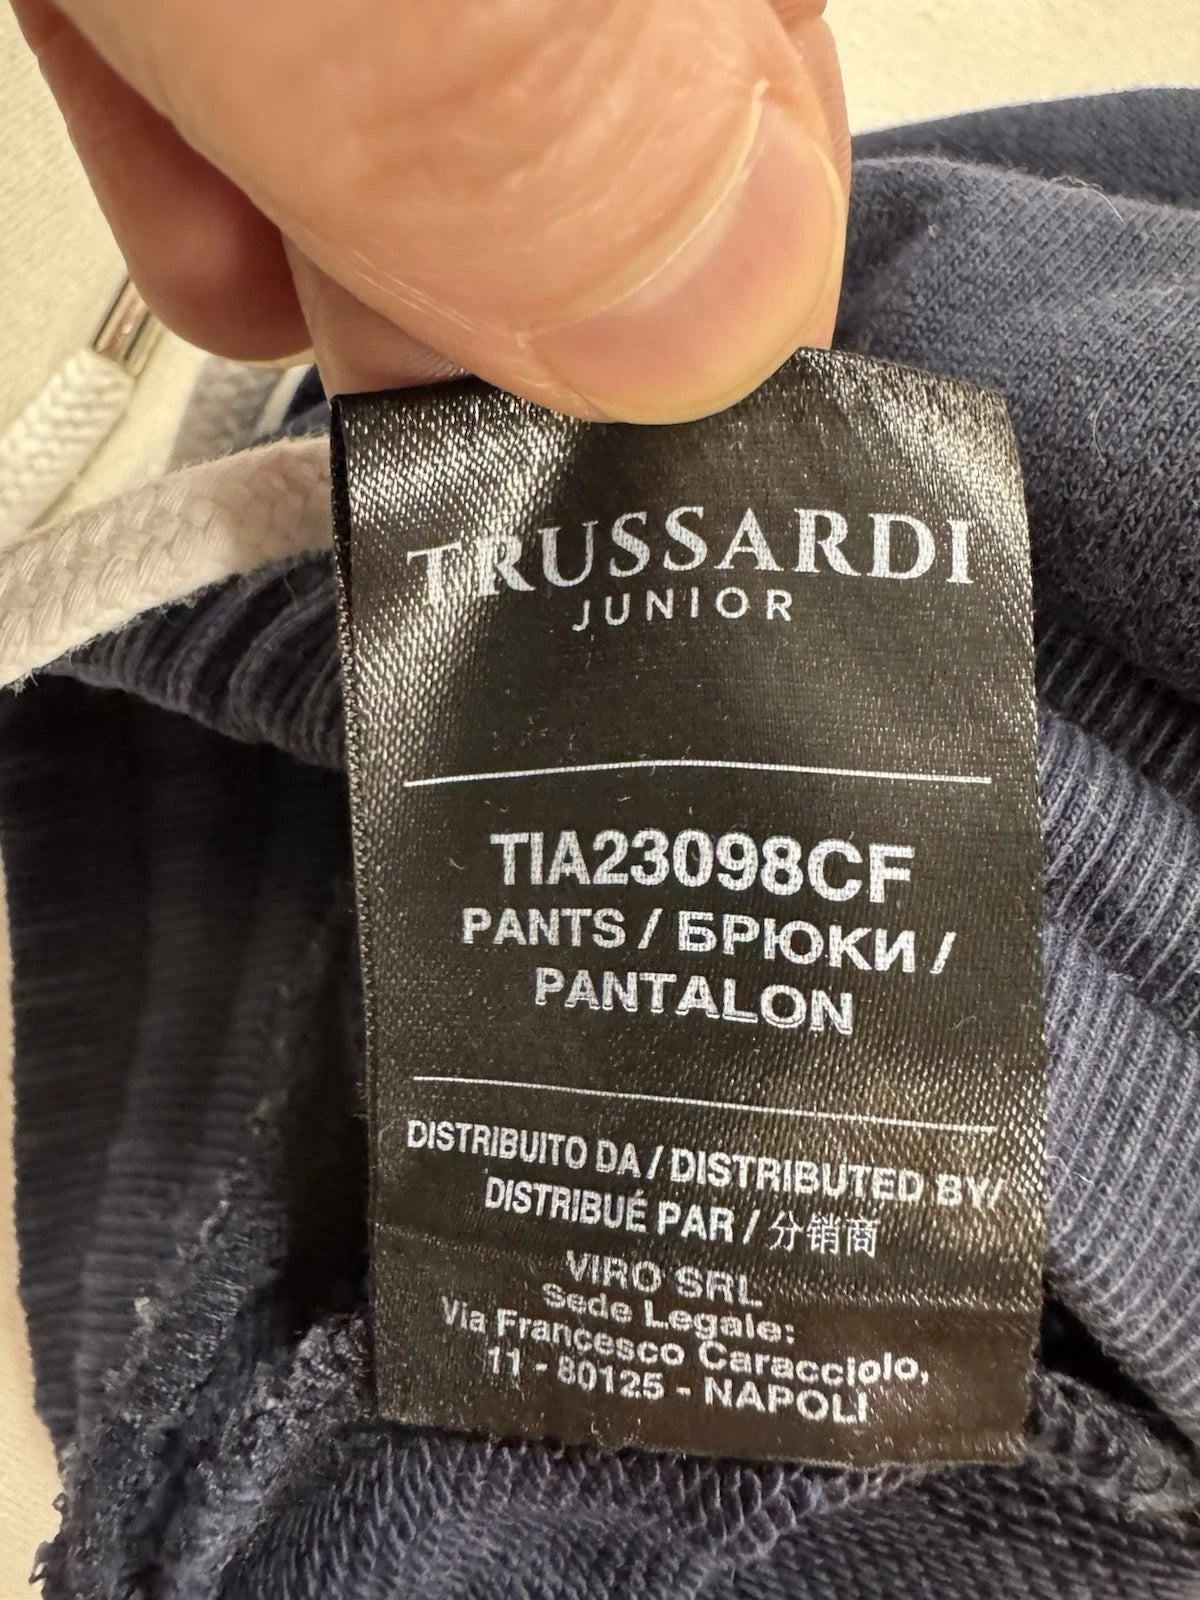 TRUSSARDI
JUNIOR
TIA23098CF
PANTS / БРЮКИ /
PANTALON
DISTRIBUITO DA / DISTRIBUTED BY/
DISTRIBUÉ PAR / 分销商
VIRO SRL
Sede Legale:
Via Francesco Caracciolo,
11 - 80125 - NAPOLI